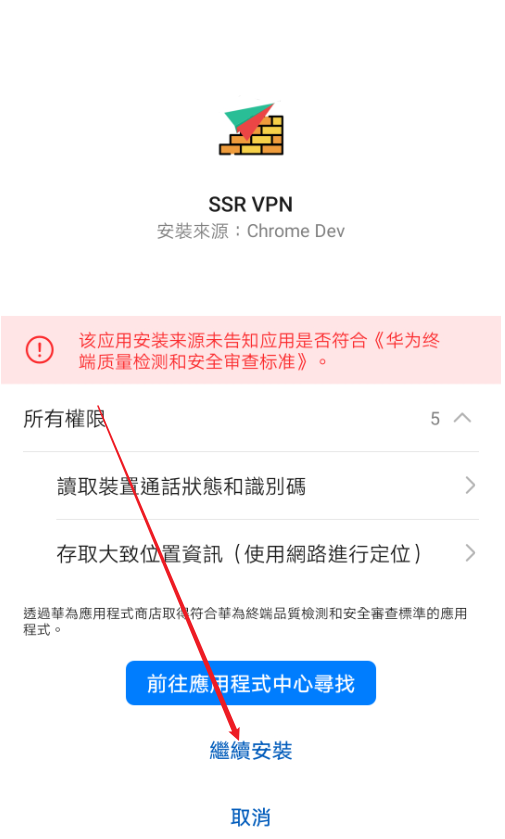 SSR VPN
安裝來源：Chrome Dev
该应用安装来源未告知应用是否符合《华为终
端质量检测和安全审查标准》。
所有權限 5
讀取裝置通話狀態和識別碼
存取大致位置資訊（使用網路進行定位）
透過華為應用程式商店取得符合華為終端品質檢測和安全審查標準的應用
程式。
前往應用程式中心尋找
繼續安裝
取消